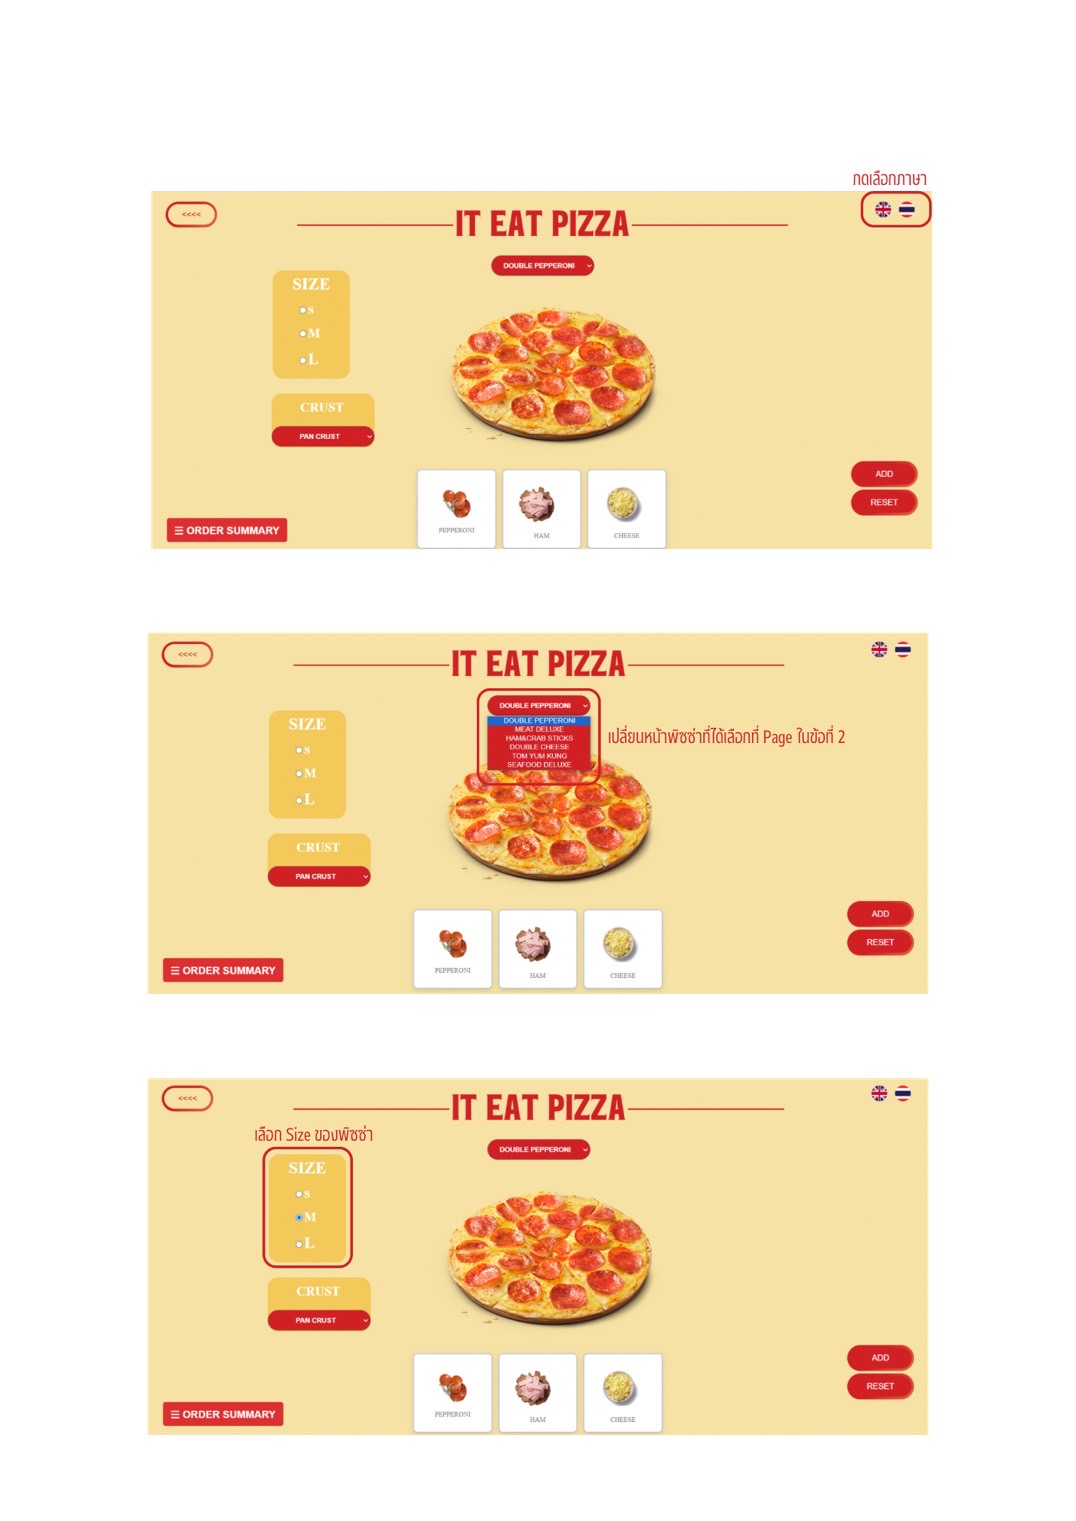 กดเลือกภาษา
<<<<
IT EAT PIZZA
DOUBLE PEPPERONI
SIZE
S
M
L
CRUST
PAN CRUST
ADD
RESET
PEPPERONI
HAM
CHEESE
☰ ORDER SUMMARY
<<<<
IT EAT PIZZA
DOUBLE PEPPERONI
DOUBLE PEPPERONI
MEAT DELUXE
HAM&CRAB STICKS
DOUBLE CHEESE
TOM YUM KUNG
SEAFOOD DELUXE
เปลี่ยนหน้าพิซซ่าที่ได้เลือกที่ Page ในข้อที่ 2
SIZE
S
M
L
CRUST
PAN CRUST
ADD
RESET
PEPPERONI
HAM
CHEESE
☰ ORDER SUMMARY
<<<<
IT EAT PIZZA
เลือก Size ของพิซซ่า
DOUBLE PEPPERONI
SIZE
S
M
L
CRUST
PAN CRUST
ADD
RESET
PEPPERONI
HAM
CHEESE
☰ ORDER SUMMARY